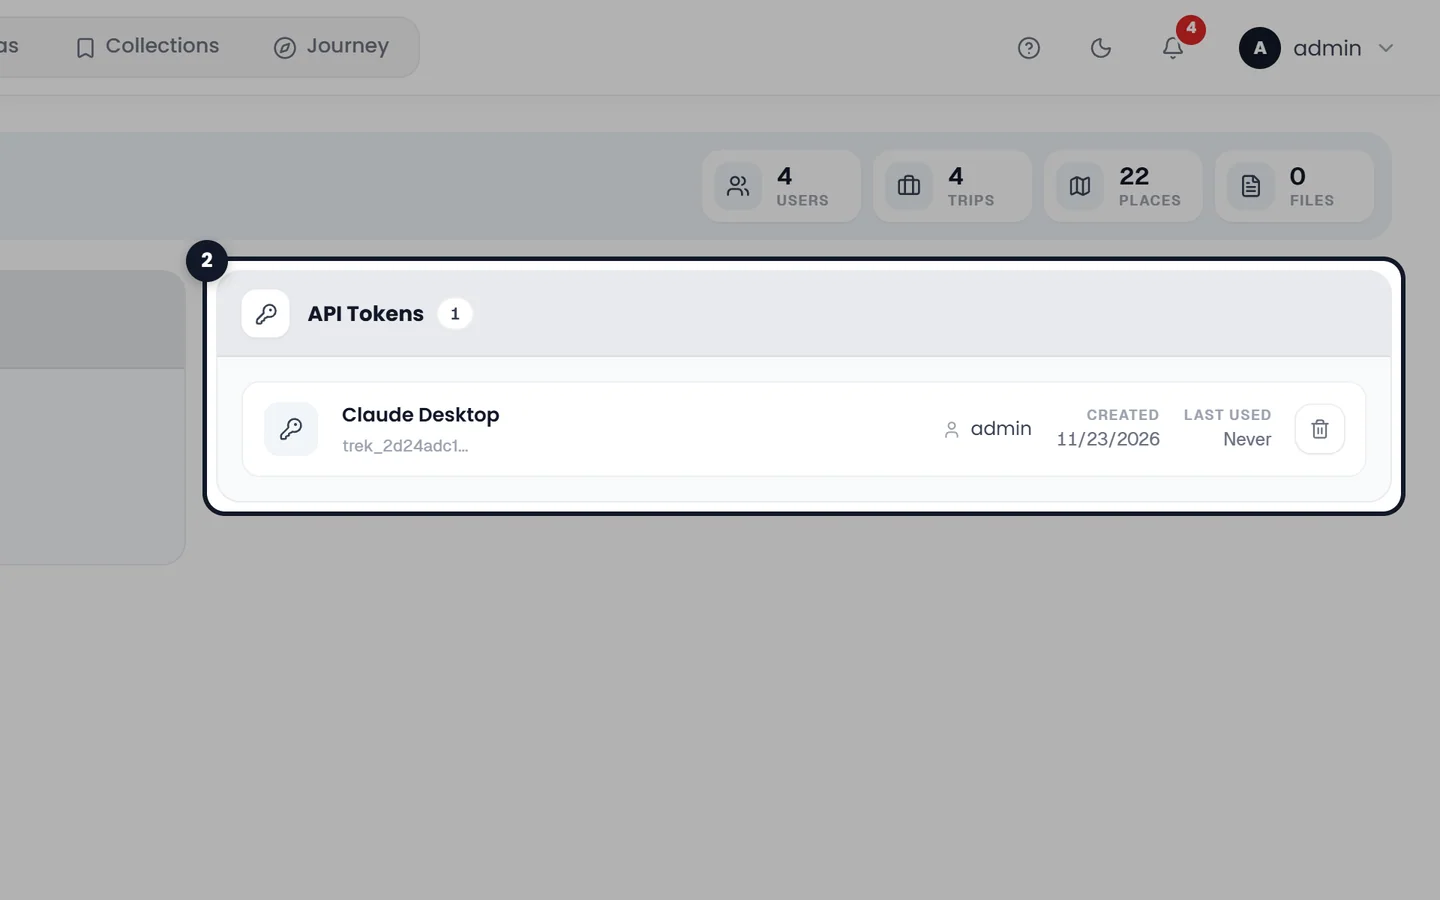 as Collections Journey 4 A admin
4 USERS
4 TRIPS
22 PLACES
0 FILES
2
API Tokens 1
Claude Desktop
trek_2d24adc1...
admin
CREATED
11/23/2026
LAST USED
Never